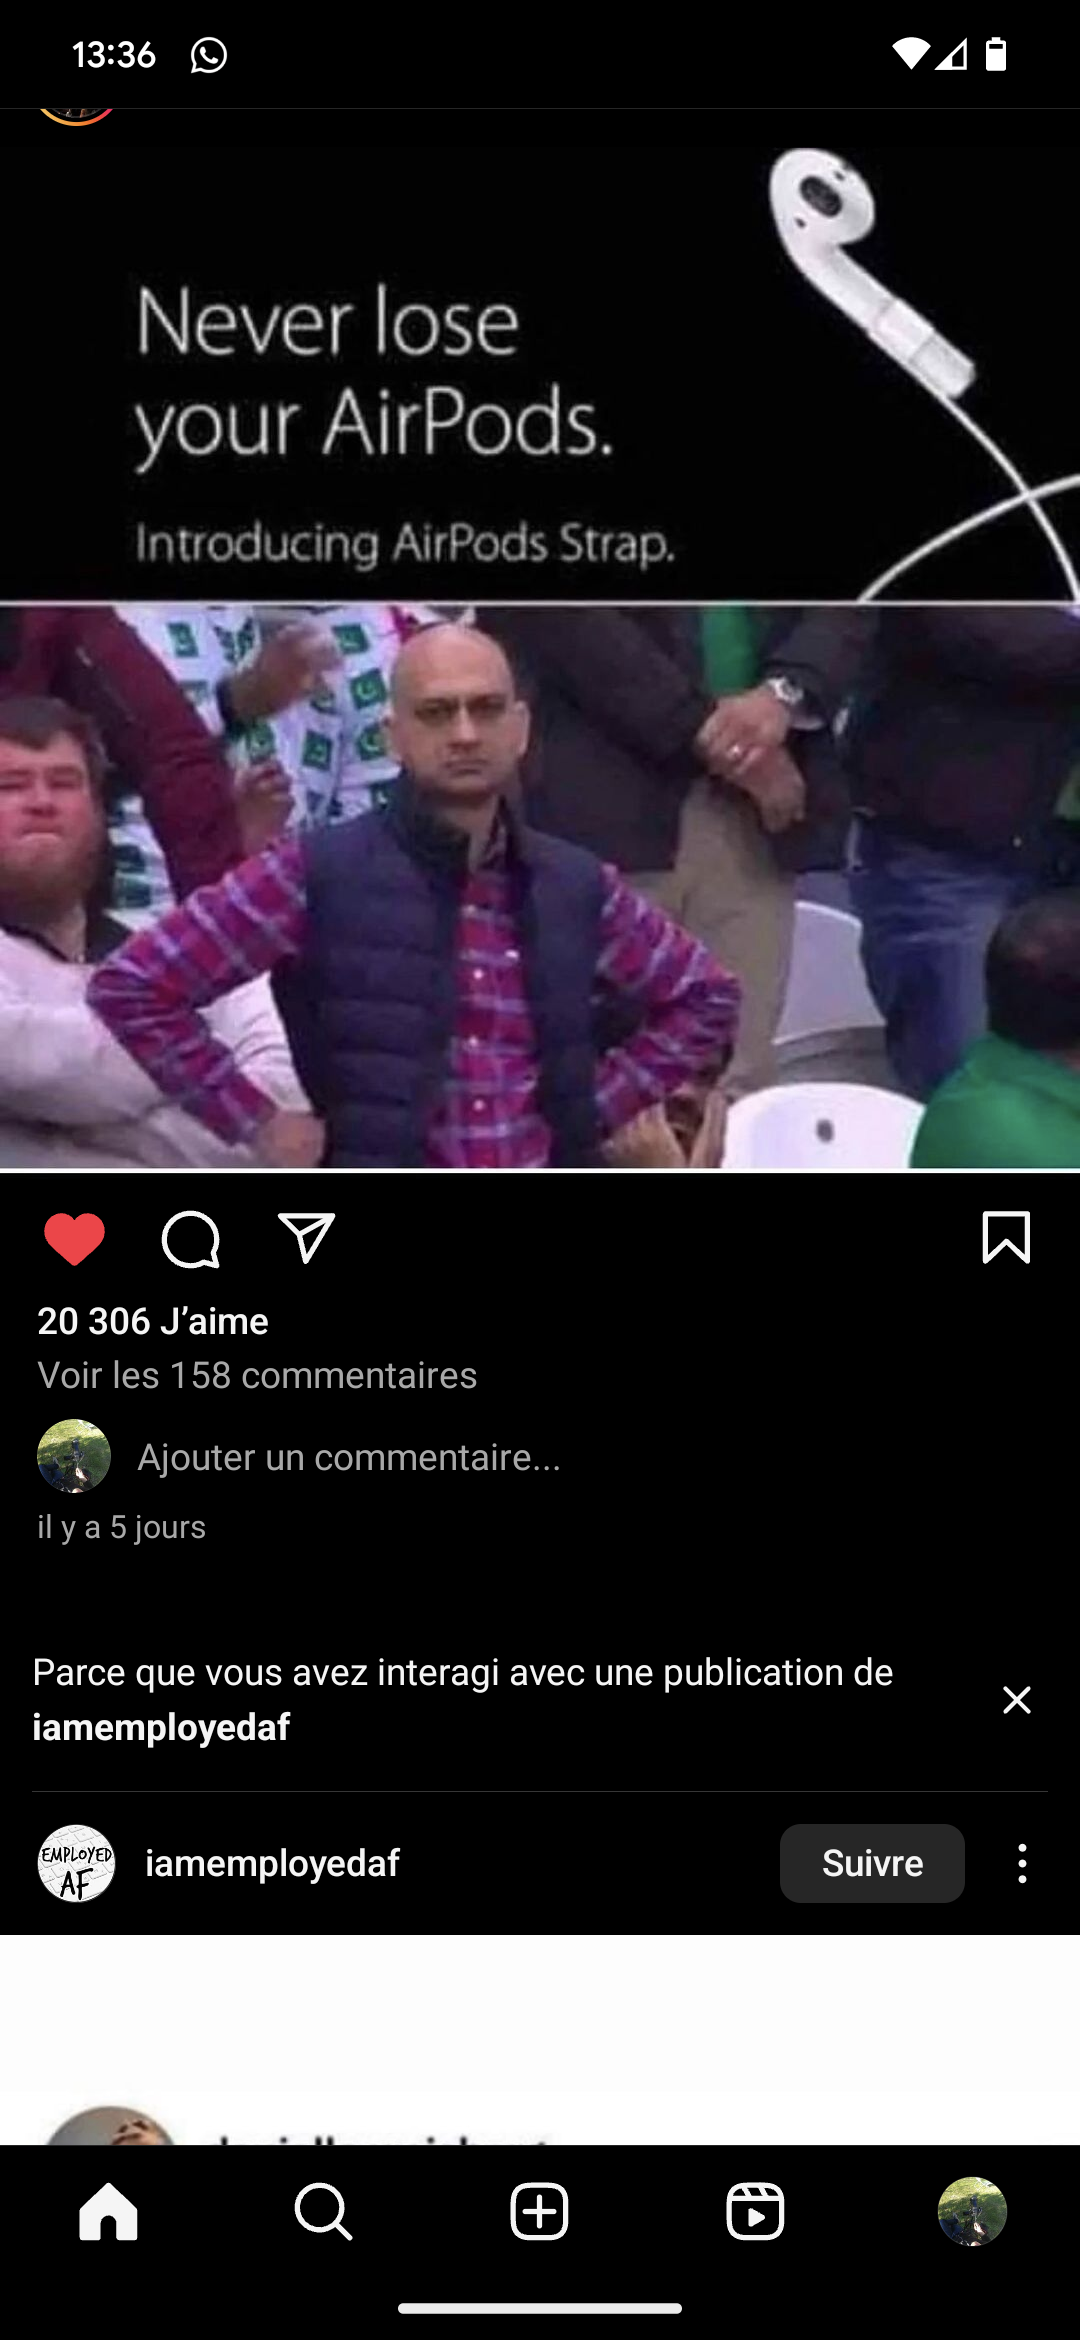 13:36
Never lose
your AirPods.
Introducing AirPods Strap.
20 306 J’aime
Voir les 158 commentaires
Ajouter un commentaire...
il y a 5 jours
Parce que vous avez interagi avec une publication de
iamemployedaf
EMPLOYED
AF
iamemployedaf
Suivre